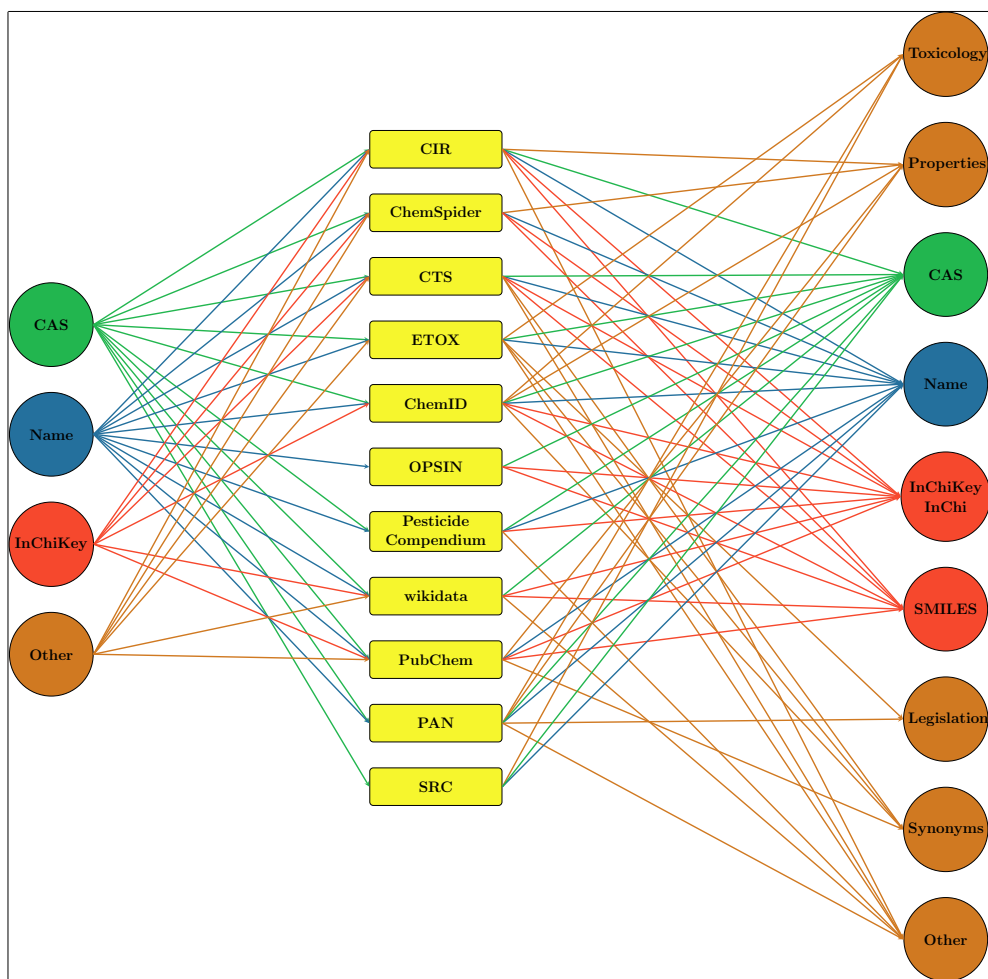 CAS
Name
InChiKey
Other
CIR
ChemSpider
CTS
ETOX
ChemID
OPSIN
Pesticide
Compendium
wikidata
PubChem
PAN
SRC
Toxicology
Properties
CAS
Name
InChiKey
InChi
SMILES
Legislation
Synonyms
Other